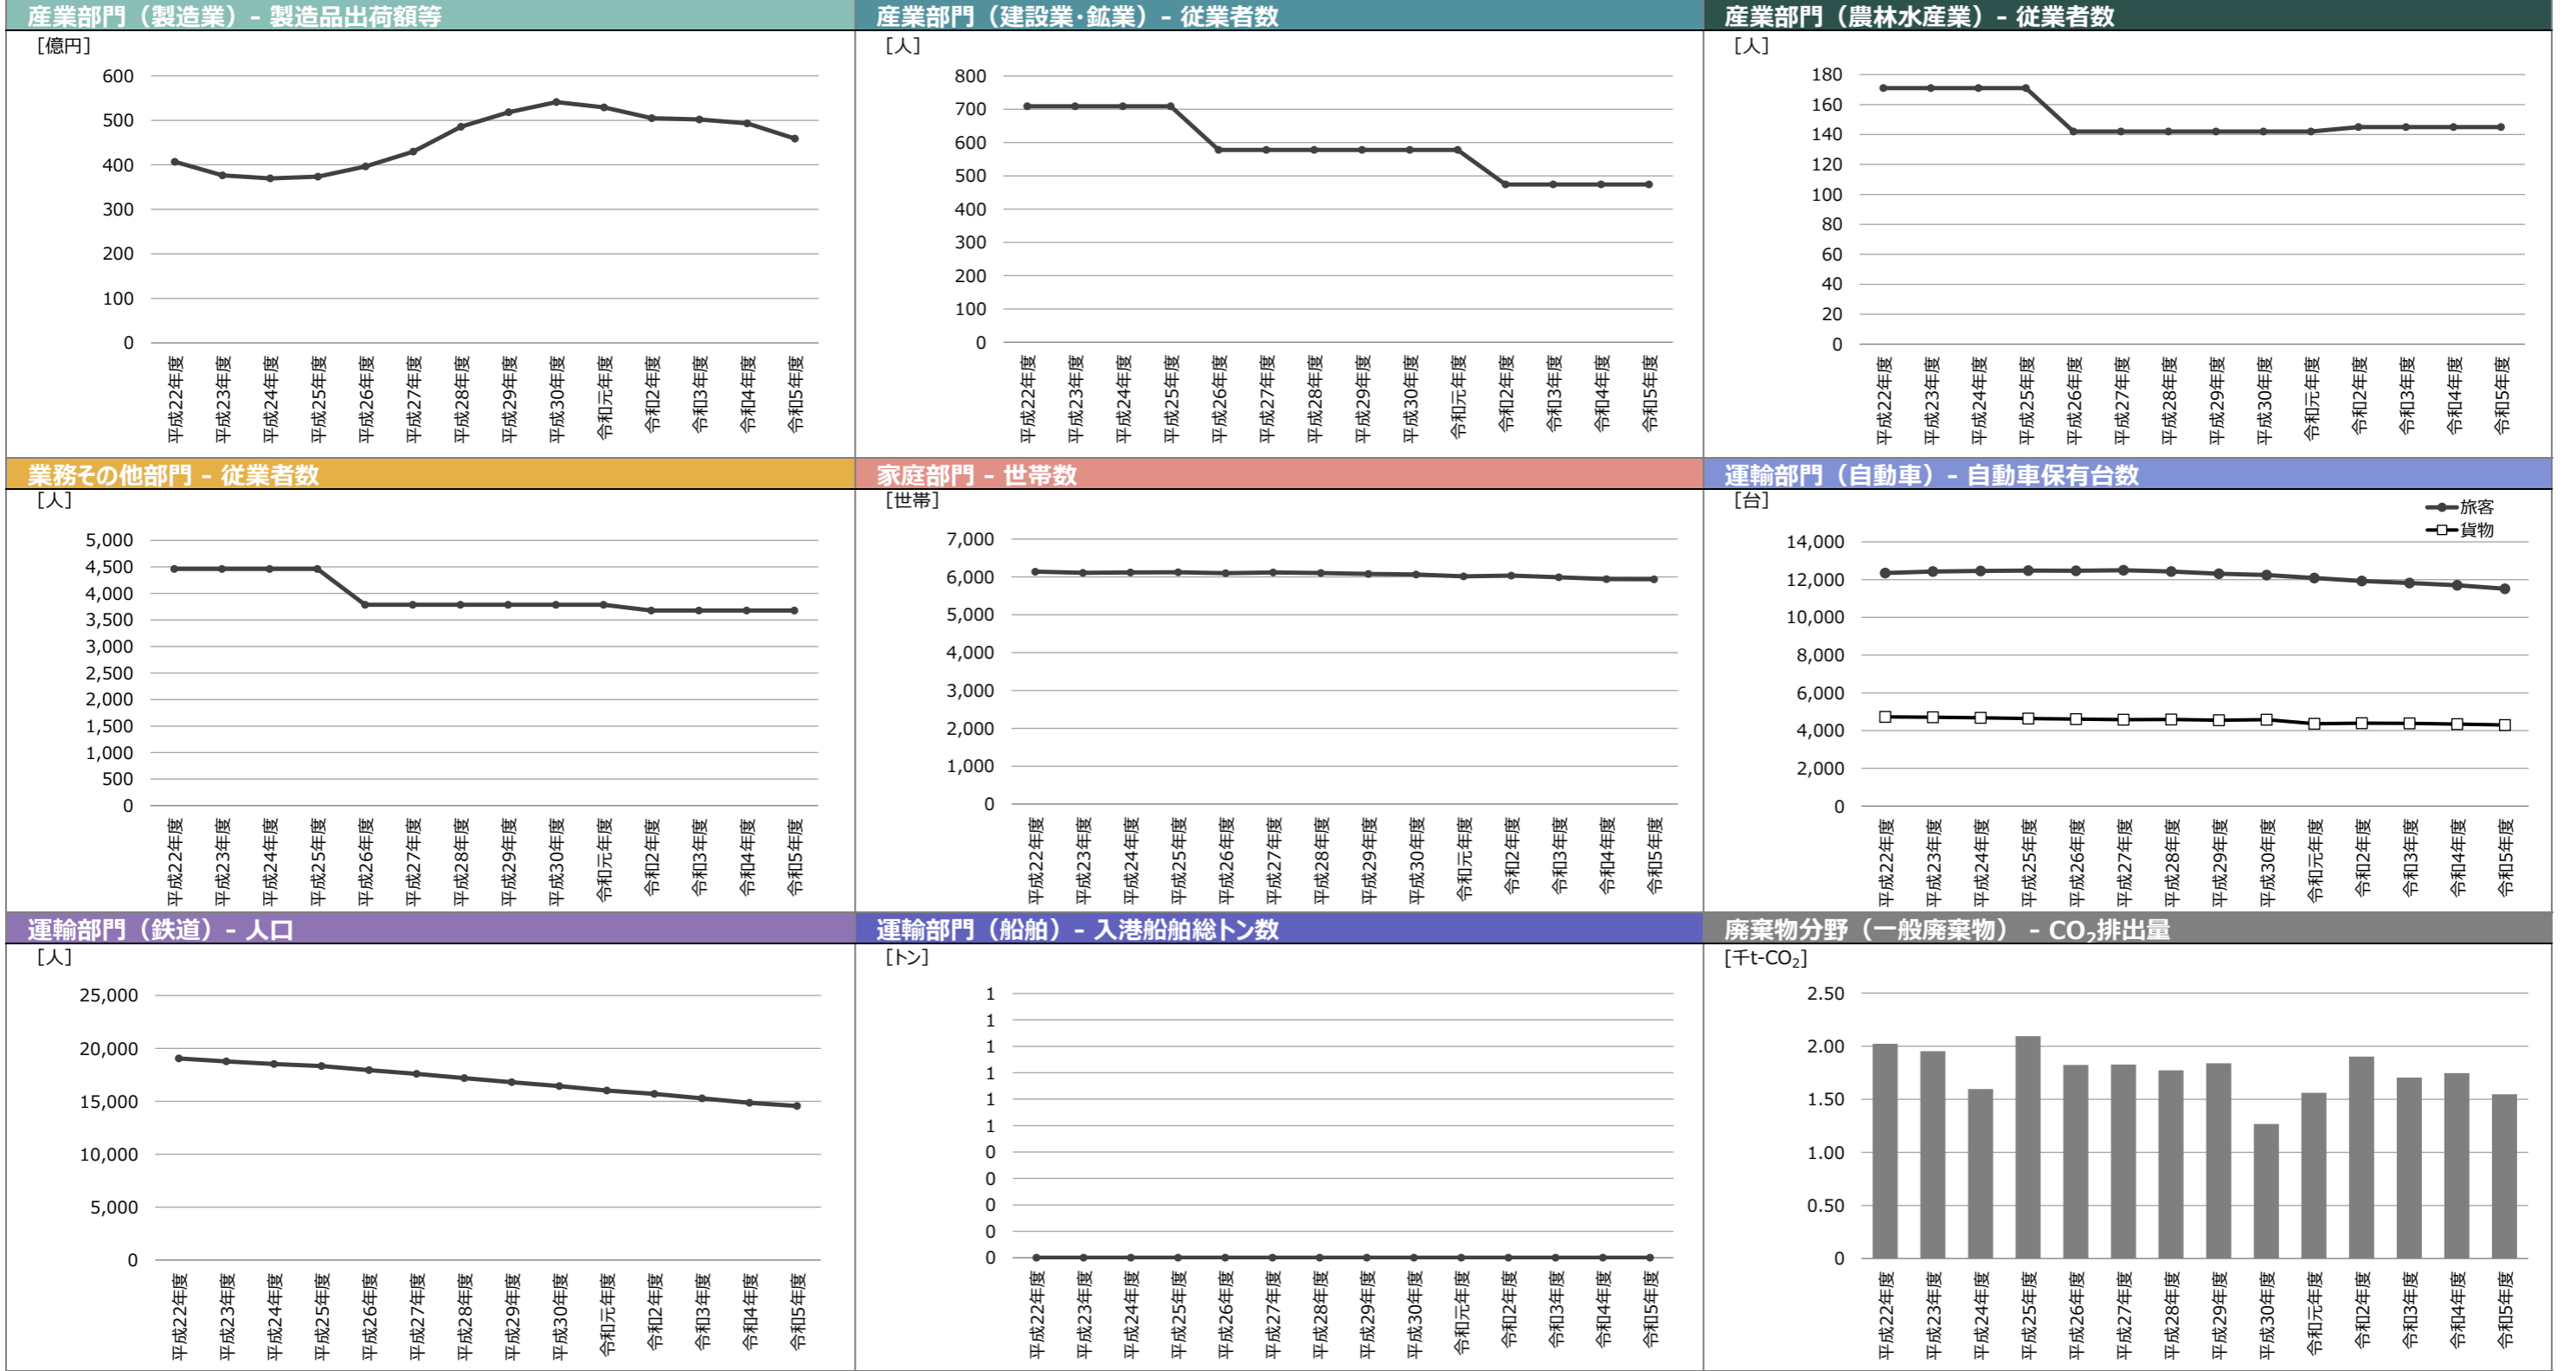 産業部門（製造業）- 製造品出荷額等
[億円]
600
500
400
300
200
100
0
平成22年度
平成23年度
平成24年度
平成25年度
平成26年度
平成27年度
平成28年度
平成29年度
平成30年度
令和元年度
令和2年度
令和3年度
令和4年度
令和5年度
産業部門（建設業･鉱業）- 従業者数
[人]
800
700
600
500
400
300
200
100
0
平成22年度
平成23年度
平成24年度
平成25年度
平成26年度
平成27年度
平成28年度
平成29年度
平成30年度
令和元年度
令和2年度
令和3年度
令和4年度
令和5年度
産業部門（農林水産業）- 従業者数
[人]
180
160
140
120
100
80
60
40
20
0
平成22年度
平成23年度
平成24年度
平成25年度
平成26年度
平成27年度
平成28年度
平成29年度
平成30年度
令和元年度
令和2年度
令和3年度
令和4年度
令和5年度
業務その他部門 - 従業者数
[人]
5,000
4,500
4,000
3,500
3,000
2,500
2,000
1,500
1,000
500
0
平成22年度
平成23年度
平成24年度
平成25年度
平成26年度
平成27年度
平成28年度
平成29年度
平成30年度
令和元年度
令和2年度
令和3年度
令和4年度
令和5年度
家庭部門 - 世帯数
[世帯]
7,000
6,000
5,000
4,000
3,000
2,000
1,000
0
平成22年度
平成23年度
平成24年度
平成25年度
平成26年度
平成27年度
平成28年度
平成29年度
平成30年度
令和元年度
令和2年度
令和3年度
令和4年度
令和5年度
運輸部門（自動車）- 自動車保有台数
[台]
旅客
貨物
14,000
12,000
10,000
8,000
6,000
4,000
2,000
0
平成22年度
平成23年度
平成24年度
平成25年度
平成26年度
平成27年度
平成28年度
平成29年度
平成30年度
令和元年度
令和2年度
令和3年度
令和4年度
令和5年度
運輸部門（鉄道）- 人口
[人]
25,000
20,000
15,000
10,000
5,000
0
平成22年度
平成23年度
平成24年度
平成25年度
平成26年度
平成27年度
平成28年度
平成29年度
平成30年度
令和元年度
令和2年度
令和3年度
令和4年度
令和5年度
運輸部門（船舶）- 入港船舶総トン数
[トン]
1
1
1
1
1
1
0
0
0
0
0
平成22年度
平成23年度
平成24年度
平成25年度
平成26年度
平成27年度
平成28年度
平成29年度
平成30年度
令和元年度
令和2年度
令和3年度
令和4年度
令和5年度
廃棄物分野（一般廃棄物） - CO₂排出量
[千t-CO₂]
2.50
2.00
1.50
1.00
0.50
0
平成22年度
平成23年度
平成24年度
平成25年度
平成26年度
平成27年度
平成28年度
平成29年度
平成30年度
令和元年度
令和2年度
令和3年度
令和4年度
令和5年度